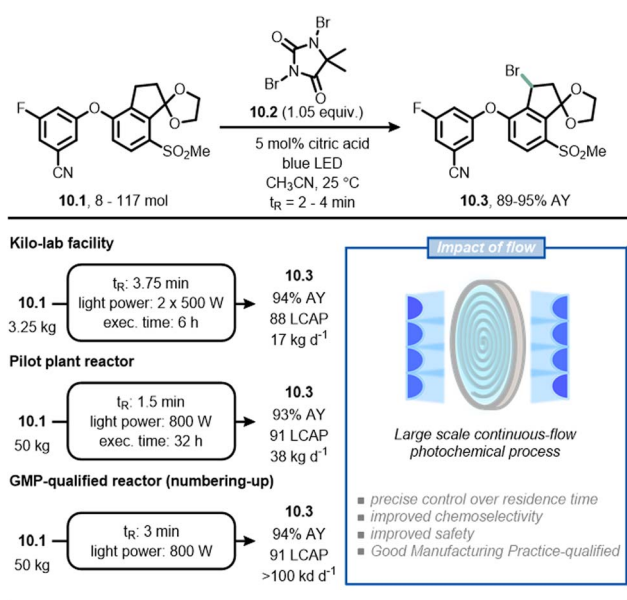 Br
O
N
N
Br
O
10.2 (1.05 equiv.)
5 mol% citric acid
blue LED
CH3CN, 25 °C
tR = 2 - 4 min
F
O
O
O
SO2Me
CN
10.1, 8 - 117 mol
Br
F
O
O
O
SO2Me
CN
10.3, 89-95% AY
Kilo-lab facility
10.1
3.25 kg
tR: 3.75 min
light power: 2 x 500 W
exec. time: 6 h
10.3
94% AY
88 LCAP
17 kg d-1
Pilot plant reactor
10.1
50 kg
tR: 1.5 min
light power: 800 W
exec. time: 32 h
10.3
93% AY
91 LCAP
38 kg d-1
GMP-qualified reactor (numbering-up)
10.1
50 kg
tR: 3 min
light power: 800 W
10.3
94% AY
91 LCAP
>100 kd d-1
Impact of flow
Large scale continuous-flow
photochemical process
■ precise control over residence time
■ improved chemoselectivity
■ improved safety
■ Good Manufacturing Practice-qualified